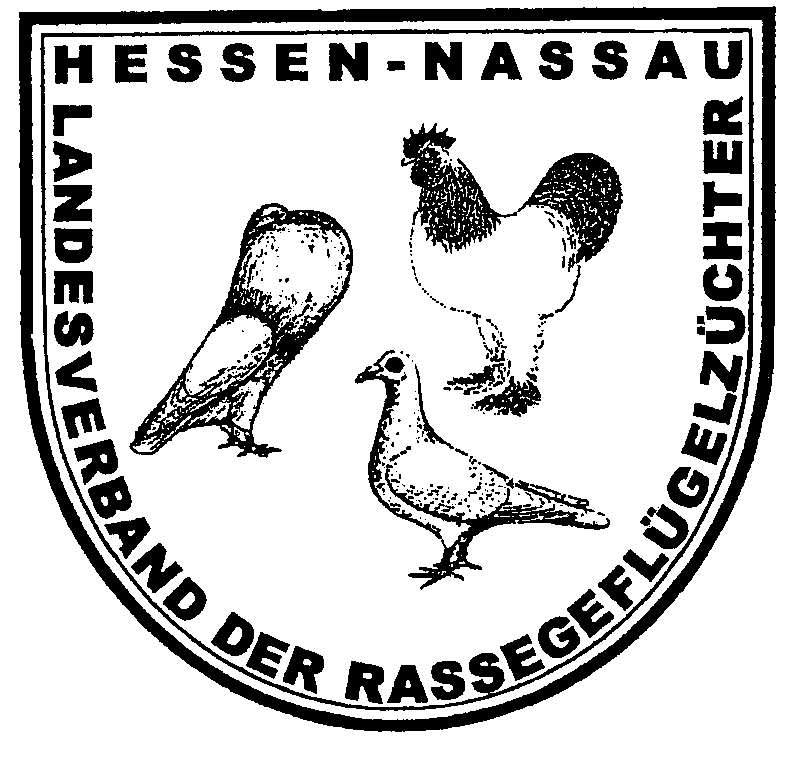 HESSEN-NASSAU
LANDESVERBAND DER RASSEGEFLÜGELZÜCHTER